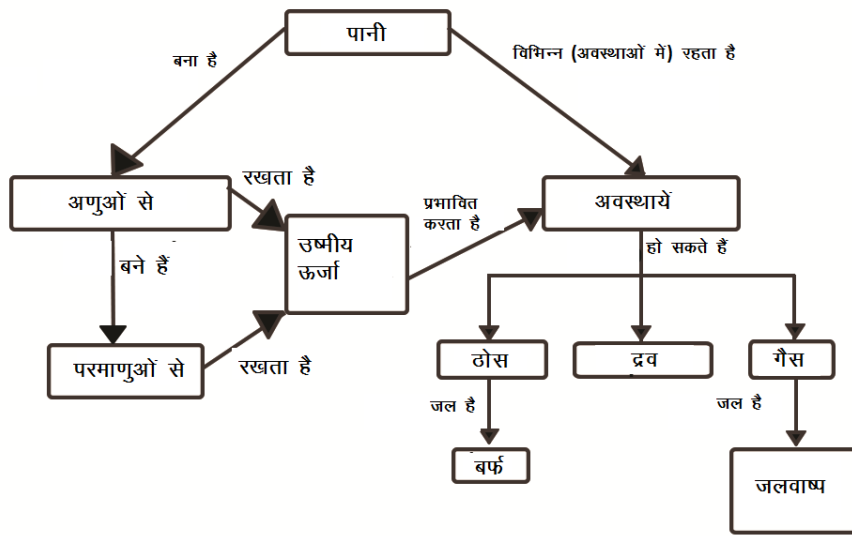 पानी
बना है
विभिन्न (अवस्थाओं में) रहता है
अणुओं से
रखता है
प्रभावित
करता है
अवस्थायें
उष्मीय
ऊर्जा
हो सकते हैं
बने हैं
परमाणुओं से
रखता है
ठोस
द्रव
गैस
जल है
जल है
बर्फ
जलवाष्प